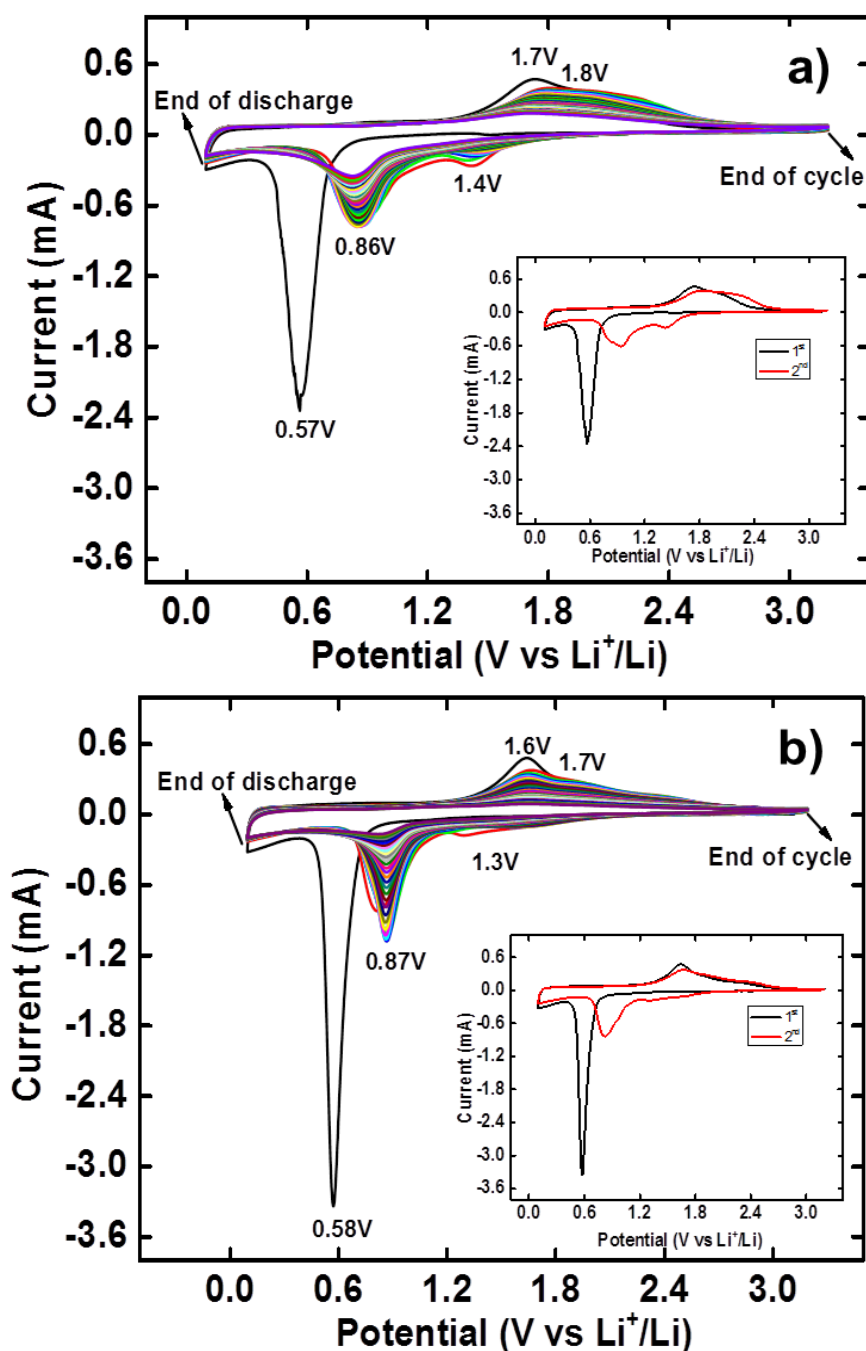 a)
1.7V
1.8V
End of discharge
1.4V
End of cycle
0.86V
0.57V
Current (mA)
0.6
0.0
-0.6
-1.2
-1.8
-2.4
-3.0
-3.6
0.0 0.6 1.2 1.8 2.4 3.0
Potential (V vs Li⁺/Li)
Current (mA)
0.6
0.0
-0.6
-1.2
-1.8
-2.4
-3.0
-3.6
1ˢᵗ
2ⁿᵈ
0.0 0.6 1.2 1.8 2.4 3.0
Potential (V vs Li⁺/Li)
b)
1.6V
1.7V
End of discharge
1.3V
End of cycle
0.87V
0.58V
Current (mA)
0.6
0.0
-0.6
-1.2
-1.8
-2.4
-3.0
-3.6
0.0 0.6 1.2 1.8 2.4 3.0
Potential (V vs Li⁺/Li)
Current (mA)
0.6
0.0
-0.6
-1.2
-1.8
-2.4
-3.0
-3.6
1ˢᵗ
2ⁿᵈ
0.0 0.6 1.2 1.8 2.4 3.0
Potential (V vs Li⁺/Li)